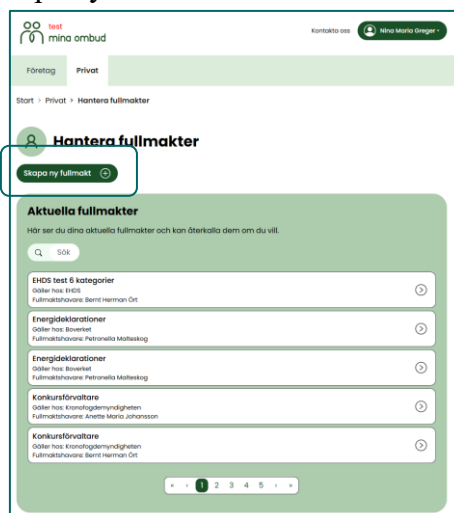 test
mina ombud
Kontakta oss
Nina Maria Greger
Företag
Privat
Start > Privat > Hantera fullmakter
Hantera fullmakter
Skapa ny fullmakt
Aktuella fullmakter
Här ser du dina aktuella fullmakter och kan återkalla dem om du vill.
Sök
EHDS test 6 kategorier
Gäller hos: EHDS
Fullmaktshavare: Bernt Herman Ört
Energideklarationer
Gäller hos: Boverket
Fullmaktshavare: Petronella Malteskog
Energideklarationer
Gäller hos: Boverket
Fullmaktshavare: Petronella Malteskog
Konkursförvaltare
Gäller hos: Kronofogdemyndigheten
Fullmaktshavare: Anette Maria Johansson
Konkursförvaltare
Gäller hos: Kronofogdemyndigheten
Fullmaktshavare: Bernt Herman Ört
« ‹ 1 2 3 4 5 › »